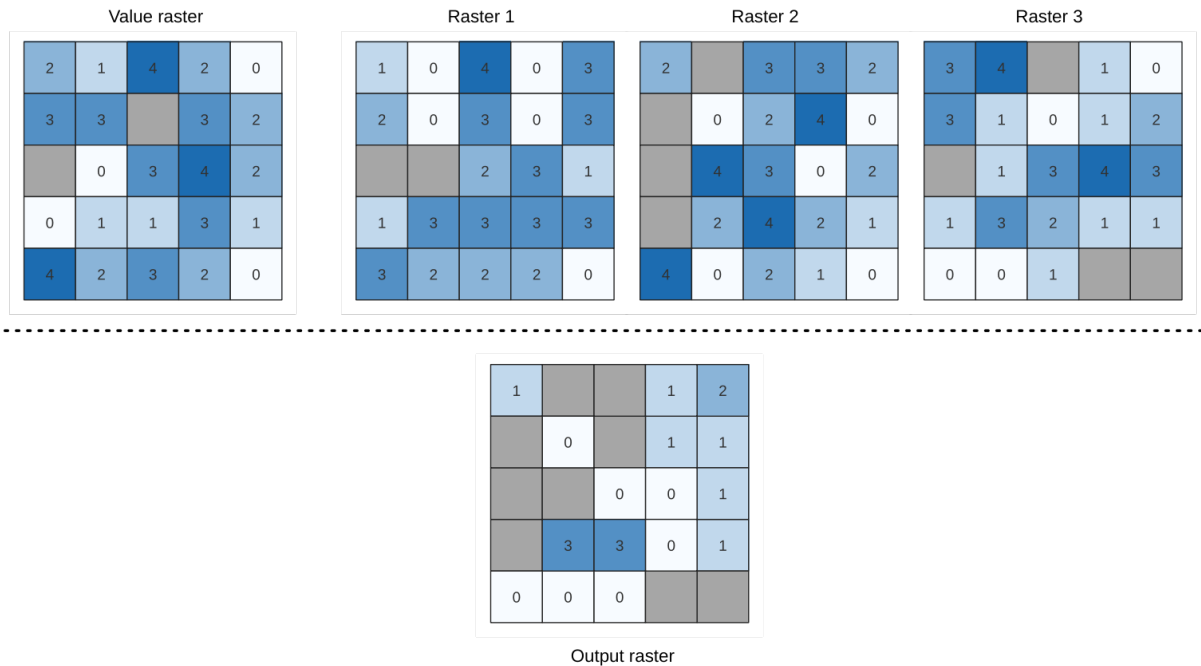 Value raster Raster 1 Raster 2 Raster 3
2 1 4 2 0 1 0 4 0 3 2 3 3 2 3 4 1 0
3 3 3 2 2 0 3 0 3 0 2 4 0 3 1 0 1 2
0 3 4 2 2 3 1 4 3 0 2 1 3 4 3
0 1 1 3 1 1 3 3 3 3 2 4 2 1 1 3 2 1 1
4 2 3 2 0 3 2 2 2 0 4 0 2 1 0 0 0 1
1 1 2
0 1 1
0 0 1
3 3 0 1
0 0 0
Output raster